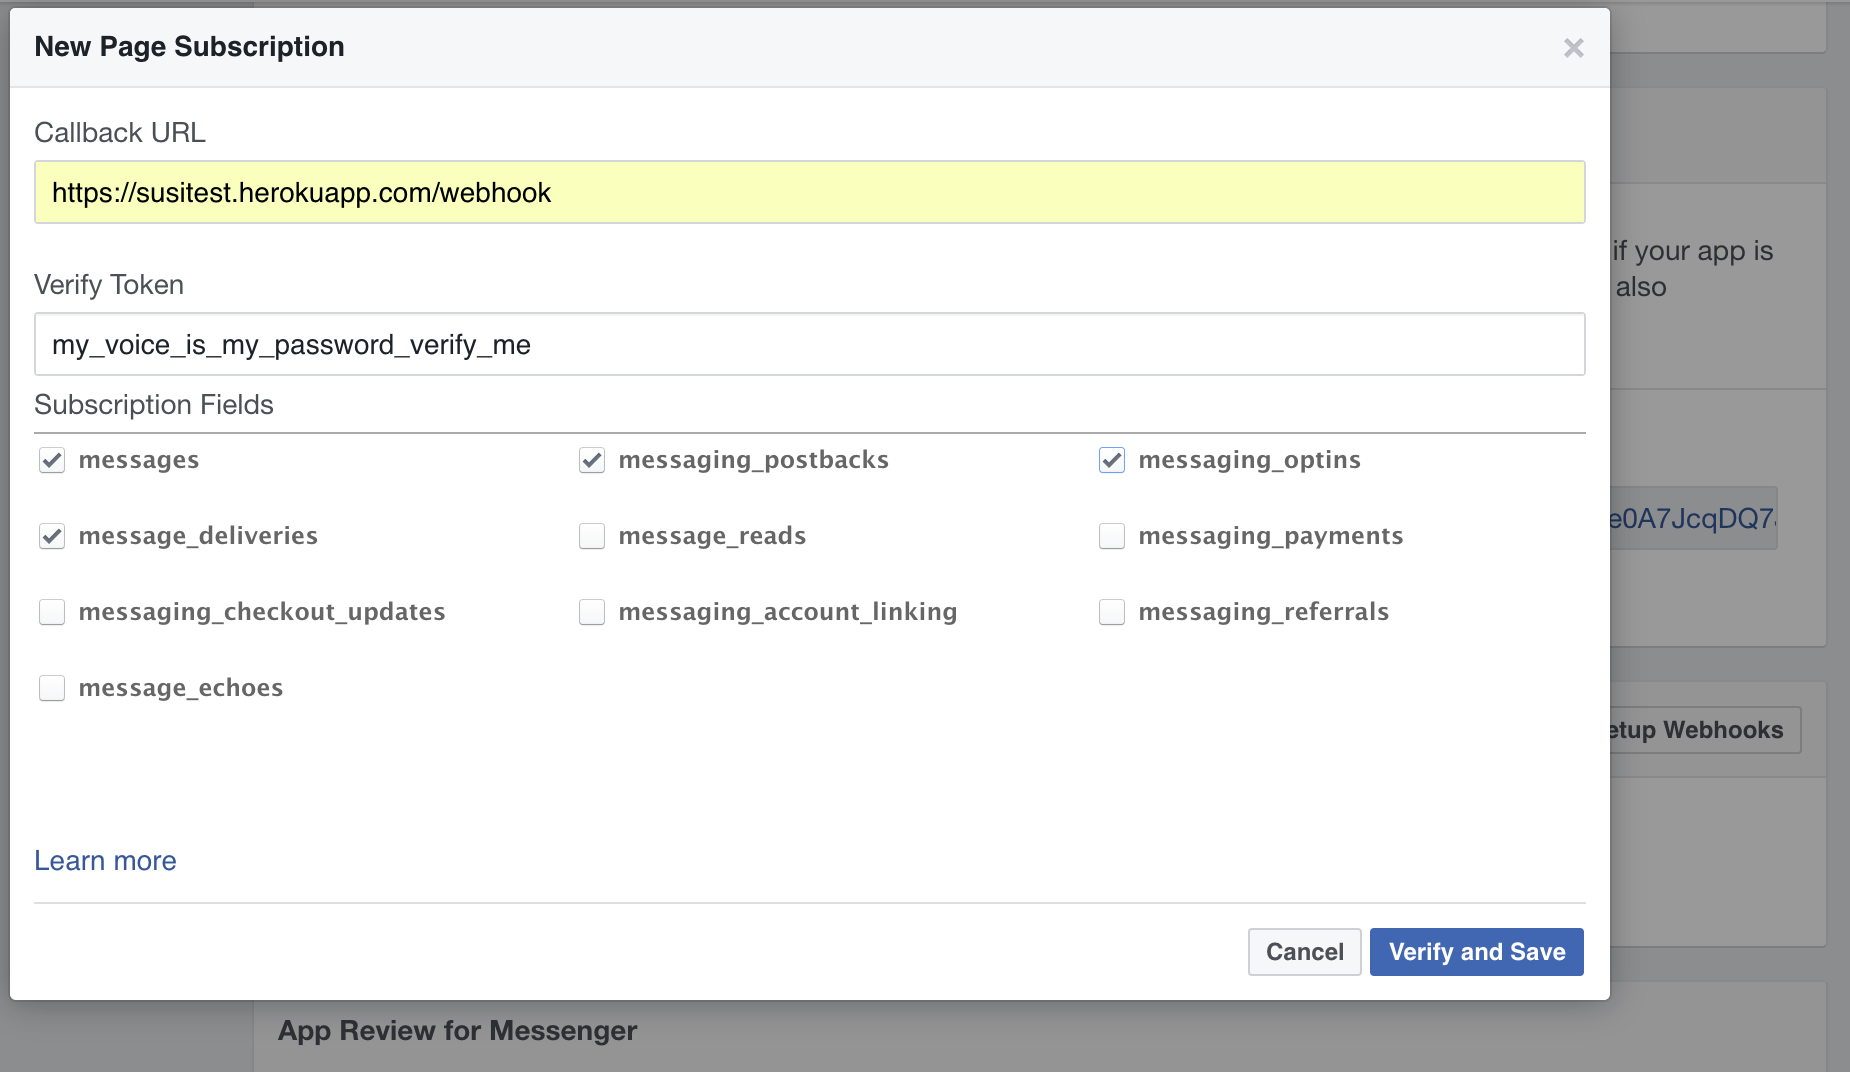 New Page Subscription
Callback URL
https://susitest.herokuapp.com/webhook
if your app is
also
Verify Token
my_voice_is_my_password_verify_me
Subscription Fields
messages messaging_postbacks messaging_optins
e0A7JcqDQ7
message_deliveries message_reads messaging_payments
messaging_checkout_updates messaging_account_linking messaging_referrals
message_echoes
etup Webhooks
Learn more
Cancel Verify and Save
App Review for Messenger